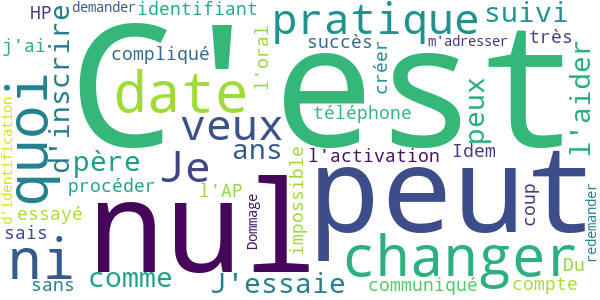 demander identifiant
HP
pratique suivi
C'est
j'ai
d'inscrire
compliqué
l'oral
succès
créer
m'adresser très
quoi
date
téléphone
peux
l'aider
veux
ans
père
Je
l'activation Idem
d'identification
procéder
l'AP
nul
Dommage
impossible
peut
coup
redemander
essayé
sais
ni
changer
Du
sans
comme
J'essaie
communiqué
compte